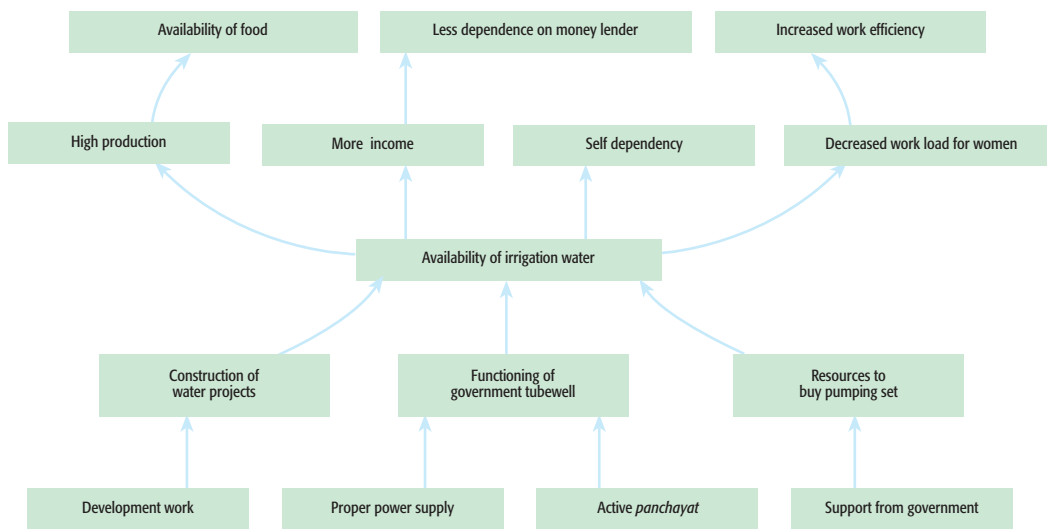 Availability of food
Less dependence on money lender
Increased work efficiency
High production
More income
Self dependency
Decreased work load for women
Availability of irrigation water
Construction of
water projects
Functioning of
government tubewell
Resources to
buy pumping set
Development work
Proper power supply
Active panchayat
Support from government